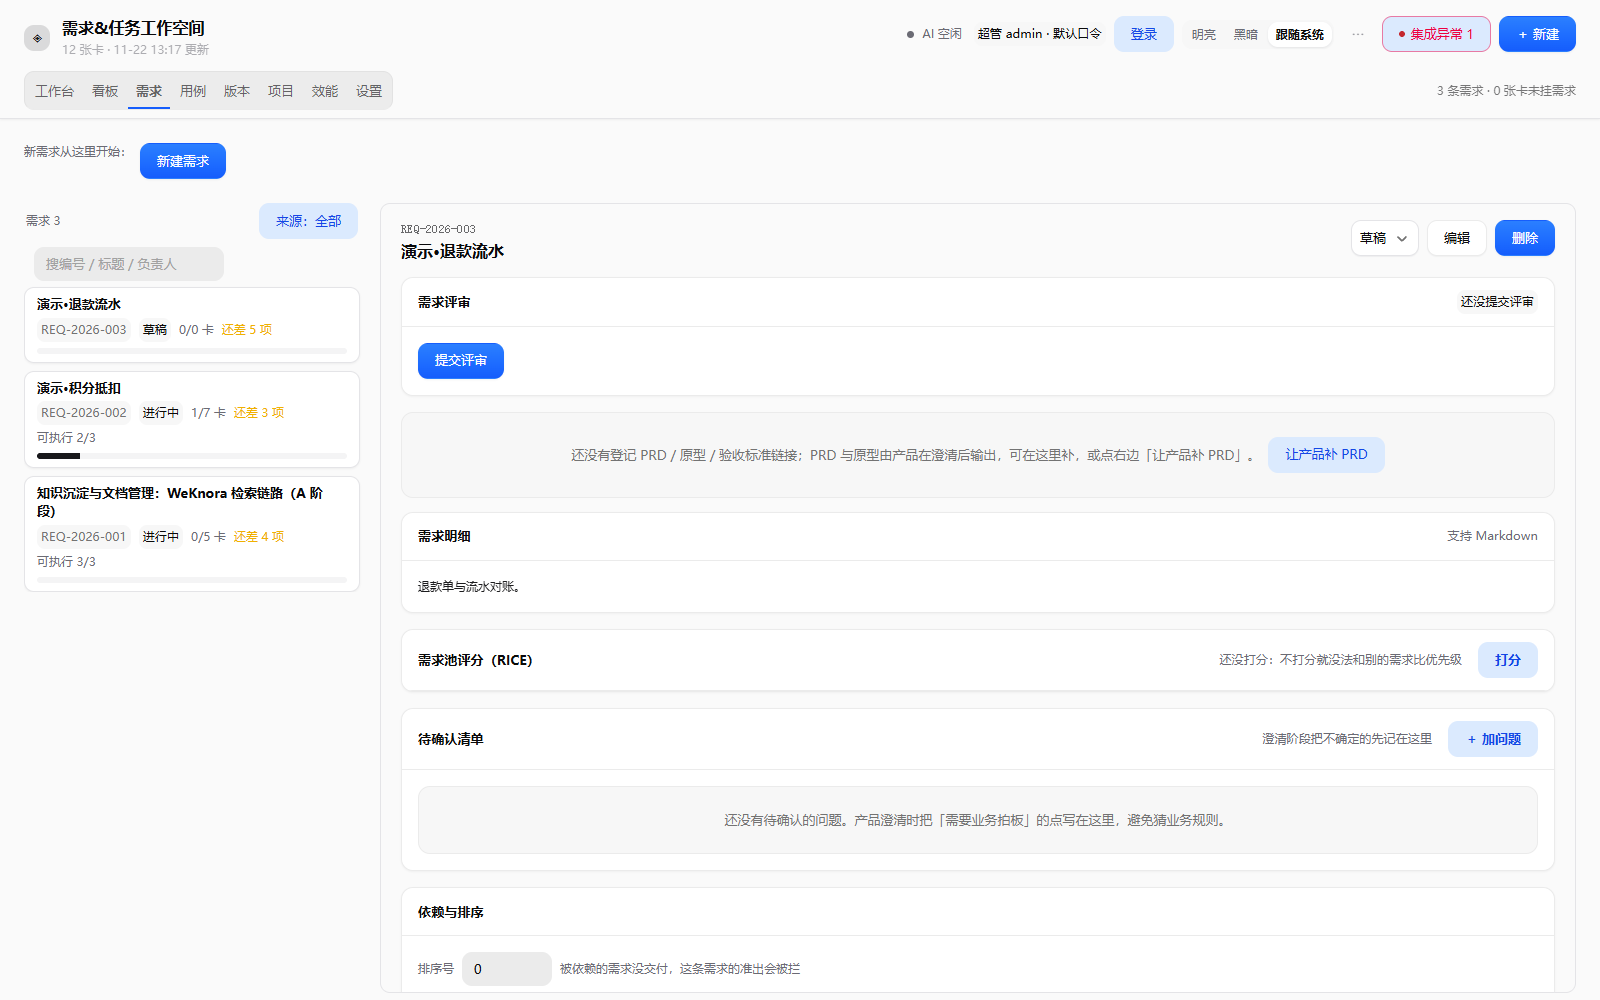 需求&任务工作空间
12 张卡 · 11-22 13:17 更新
AI 空闲
超管 admin · 默认口令
登录
明亮
黑暗
跟随系统
···
集成异常 1
+ 新建
工作台
看板
需求
用例
版本
项目
效能
设置
3 条需求 · 0 张卡未挂需求
新需求从这里开始：
新建需求
需求 3
来源：全部
搜编号 / 标题 / 负责人
演示•退款流水
REQ-2026-003 草稿 0/0 卡 还差 5 项
演示•积分抵扣
REQ-2026-002 进行中 1/7 卡 还差 3 项
可执行 2/3
知识沉淀与文档管理：WeKnora 检索链路（A 阶
段）
REQ-2026-001 进行中 0/5 卡 还差 4 项
可执行 3/3
REQ-2026-003
演示•退款流水
草稿
编辑
删除
需求评审
还没提交评审
提交评审
还没有登记 PRD / 原型 / 验收标准链接；PRD 与原型由产品在澄清后输出，可在这里补，或点右边「让产品补 PRD」。
让产品补 PRD
需求明细
支持 Markdown
退款单与流水对账。
需求池评分（RICE）
还没打分：不打分就没法和别的需求比优先级
打分
待确认清单
澄清阶段把不确定的先记在这里
+ 加问题
还没有待确认的问题。产品澄清时把「需要业务拍板」的点写在这里，避免猜业务规则。
依赖与排序
排序号 0 被依赖的需求没交付，这条需求的准出会被拦